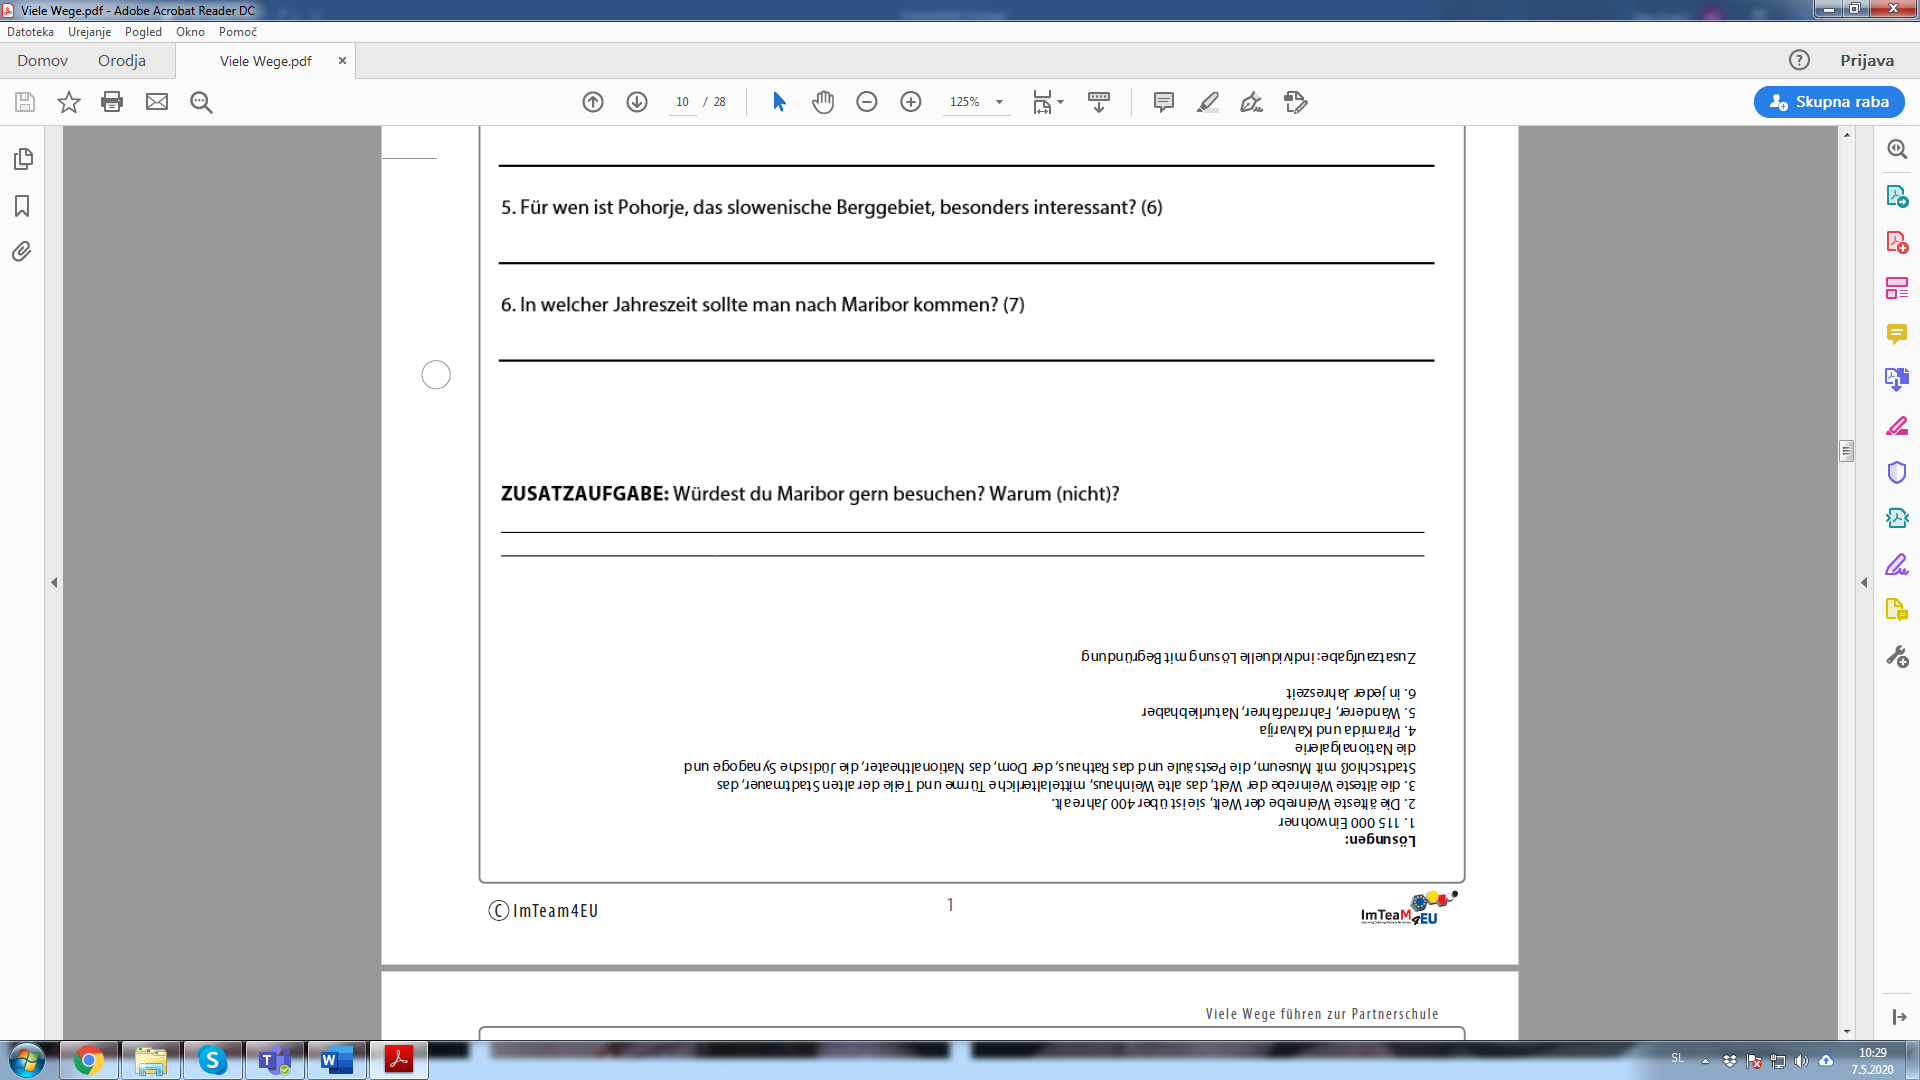 Viele Wege.pdf - Adobe Acrobat Reader DC
Datoteka Urejanje Pogled Okno Pomoč
Domov Orodja Viele Wege.pdf Prijava
10 / 28 125% Skupna raba
5. Für wen ist Pohorje, das slowenische Berggebiet, besonders interessant? (6)
6. In welcher Jahreszeit sollte man nach Maribor kommen? (7)
ZUSATZAUFGABE: Würdest du Maribor gern besuchen? Warum (nicht)?
Lösungen:
1. 115 000 Einwohner
2. Die älteste Weinrebe der Welt, sie ist über 400 Jahre alt.
3. die älteste Weinrebe der Welt, das alte Weinhaus, mittelalterliche Türme und Teile der alten Stadtmauer, das
Stadtschloß mit Museum, die Pestsäule und das Rathaus, der Dom, das Nationaltheater, die Jüdische Synagoge und
die Nationalgalerie
4. Piramida und Kalvarija
5. Wanderer, Fahrradfahrer, Naturliebhaber
6. in jeder Jahreszeit
Zusatzaufgabe: individuelle Lösung mit Begründung
© ImTeam4EU
1
ImTeaM
4EU
Viele Wege führen zur Partnerschule
SL
10:29
7.5.2020